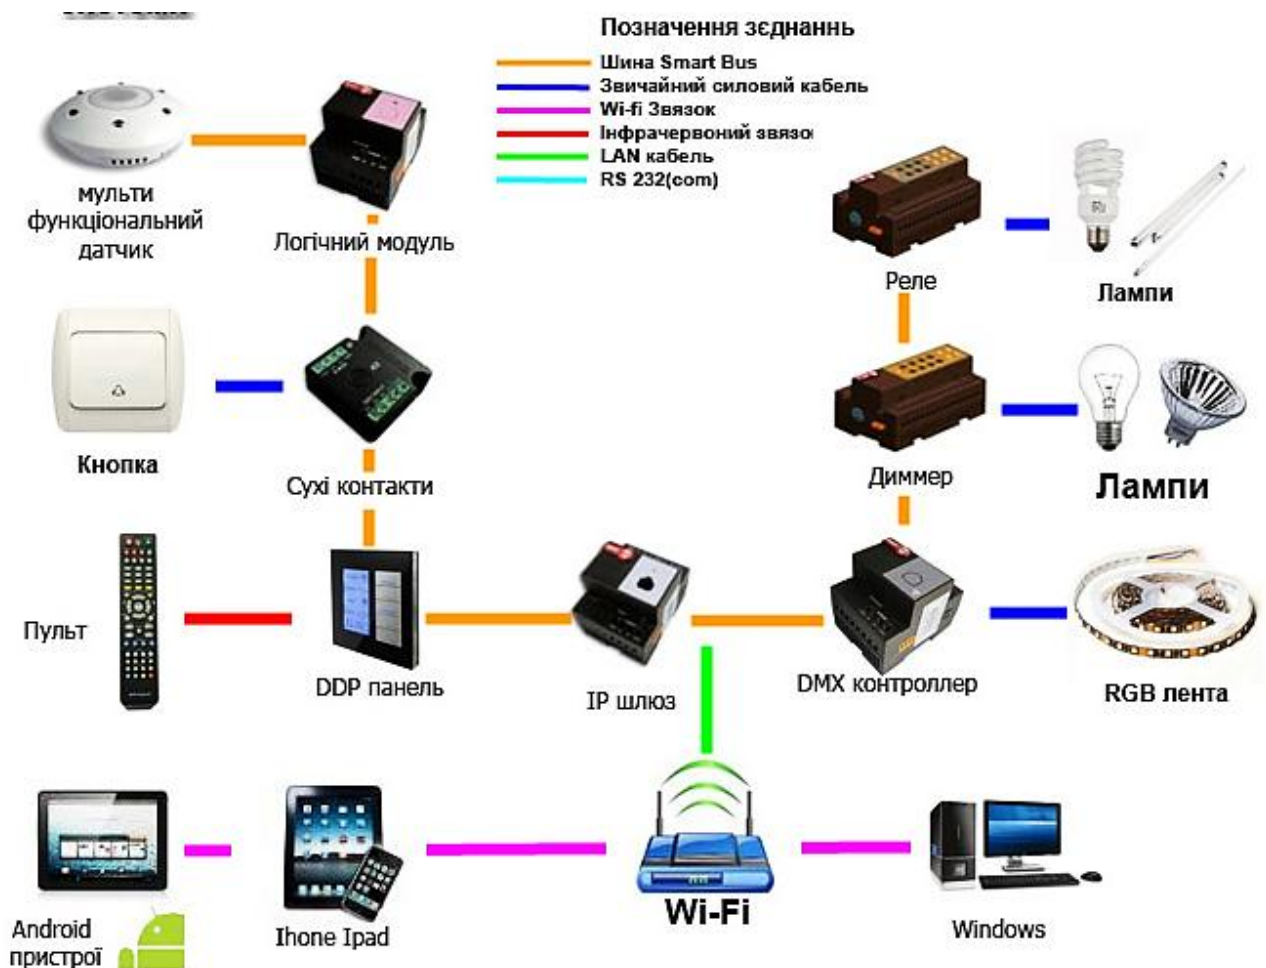 Позначення зєднаннь
Шина Smart Bus
Звичайний силовий кабель
Wi-fi Звязок
Інфрачервоний звязо
LAN кабель
RS 232(com)
мульти
функціональний
датчик
Логічний модуль
Реле
Лампи
Кнопка
Сухі контакти
Диммер
Лампи
Пульт
DDP панель
IP шлюз
DMX контроллер
RGB лента
Wi-Fi
Android
пристрої
Ihone Ipad
Windows